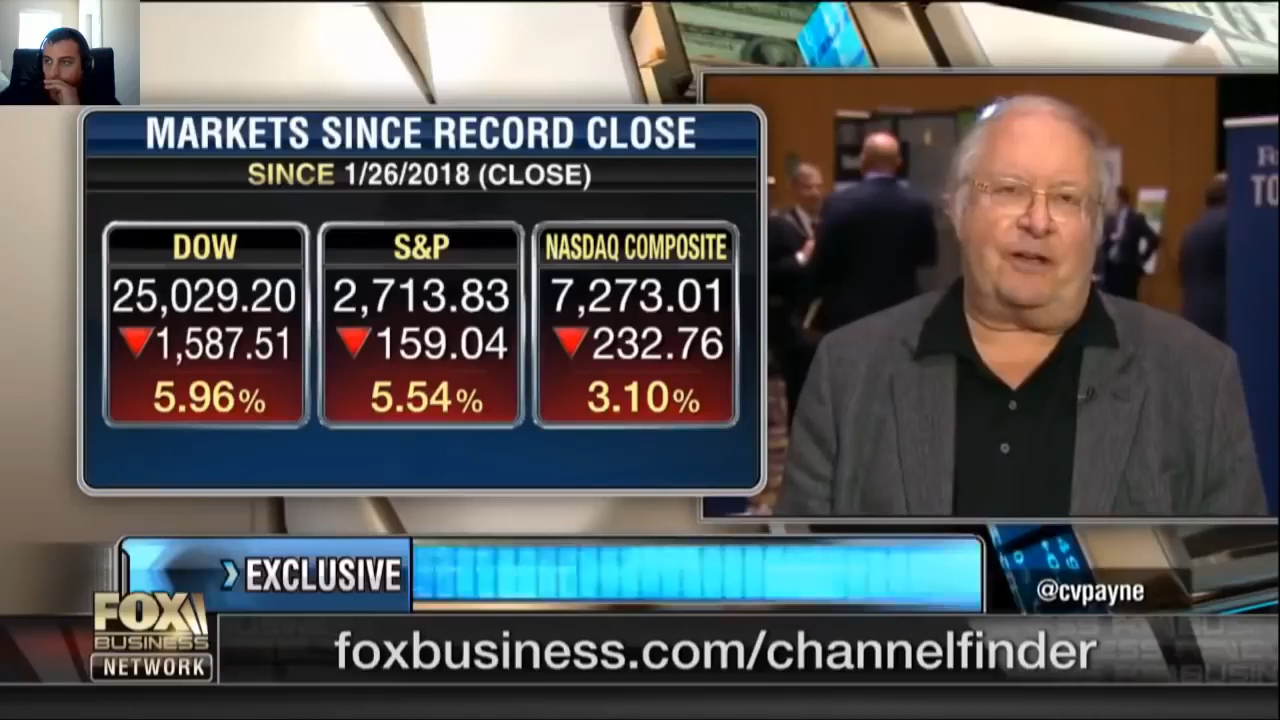 MARKETS SINCE RECORD CLOSE
SINCE 1/26/2018 (CLOSE)
DOW
25,029.20
1,587.51
5.96%
S&P
2,713.83
159.04
5.54%
NASDAQ COMPOSITE
7,273.01
232.76
3.10%
TO
EXCLUSIVE
@cvpayne
FOX
BUSINESS
NETWORK
foxbusiness.com/channelfinder